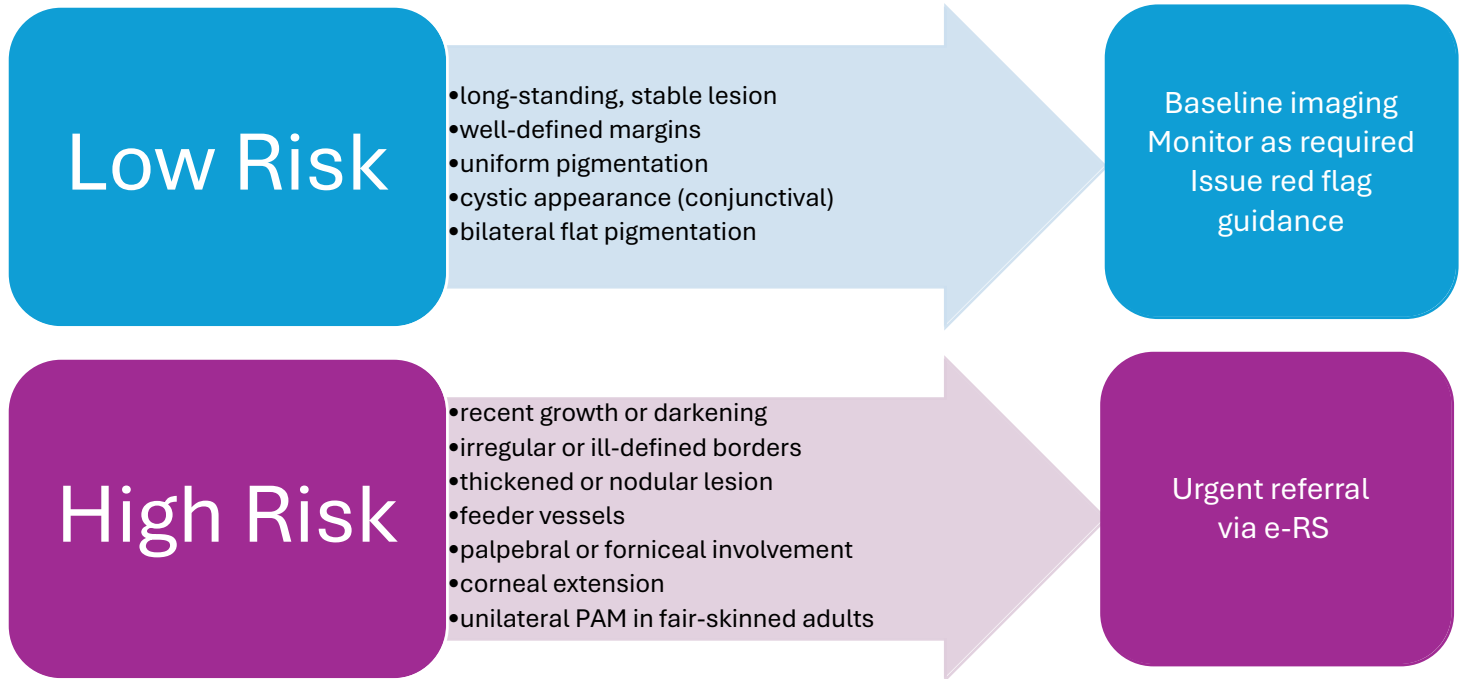 Low Risk
•long-standing, stable lesion
•well-defined margins
•uniform pigmentation
•cystic appearance (conjunctival)
•bilateral flat pigmentation
Baseline imaging
Monitor as required
Issue red flag
guidance
High Risk
•recent growth or darkening
•irregular or ill-defined borders
•thickened or nodular lesion
•feeder vessels
•palpebral or forniceal involvement
•corneal extension
•unilateral PAM in fair-skinned adults
Urgent referral
via e-RS